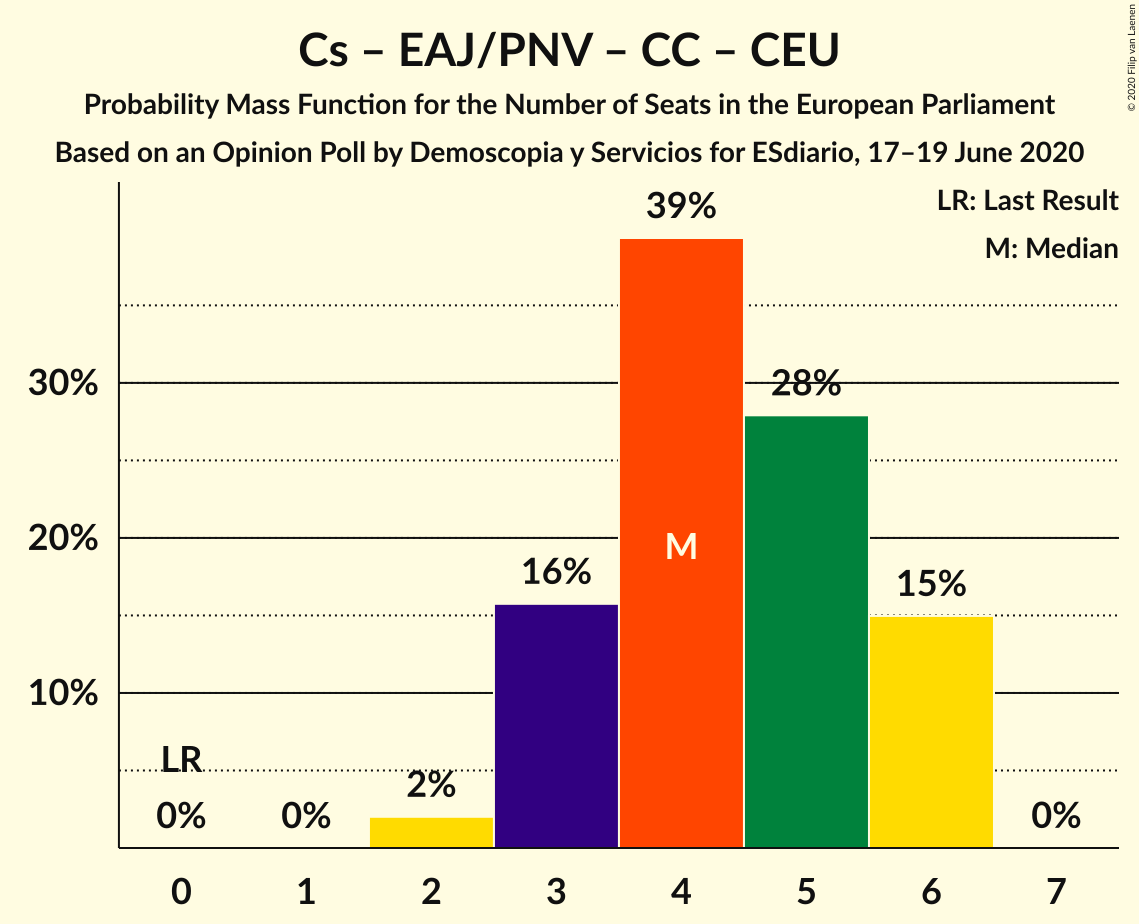 Cs – EAJ/PNV – CC – CEU
Probability Mass Function for the Number of Seats in the European Parliament
Based on an Opinion Poll by Demoscopia y Servicios for ESdiario, 17–19 June 2020
© 2020 Filip van Laenen
LR: Last Result
M: Median
39%
30%
28%
20%
M
16%
15%
10%
LR
2%
0%
0%
0%
0 1 2 3 4 5 6 7